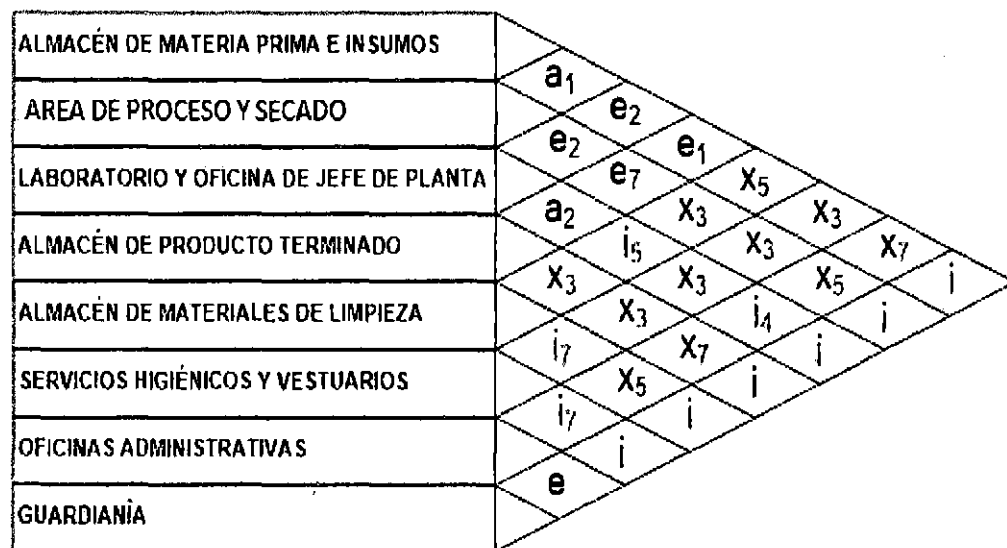 ALMACÉN DE MATERIA PRIMA E INSUMOS
a₁
AREA DE PROCESO Y SECADO e₂
e₂ e₁
LABORATORIO Y OFICINA DE JEFE DE PLANTA e₇ x₅
a₂ x₃ x₃
ALMACÉN DE PRODUCTO TERMINADO i₅ x₃ x₇
x₃ x₃ x₅ i
ALMACÉN DE MATERIALES DE LIMPIEZA x₃ i₄ i
i₇ x₇ i
SERVICIOS HIGIÉNICOS Y VESTUARIOS x₅ i
i₇ i
OFICINAS ADMINISTRATIVAS i
e
GUARDIANÌA